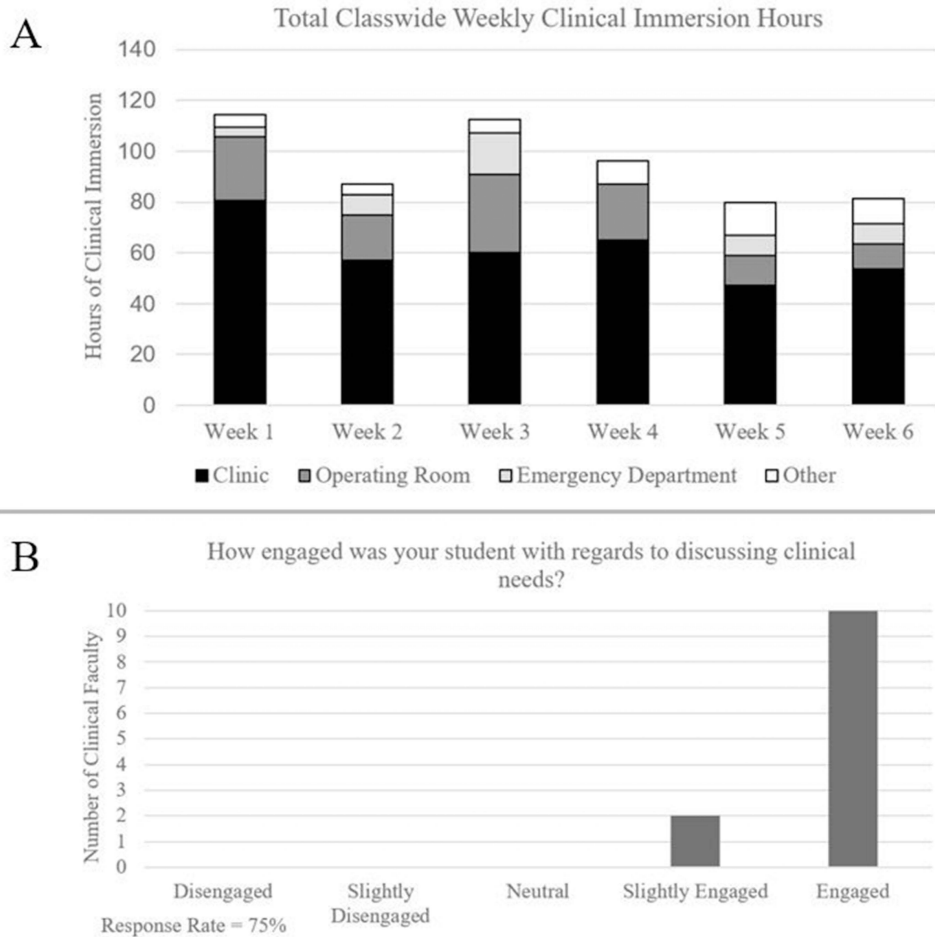 A
Total Classwide Weekly Clinical Immersion Hours
Hours of Clinical Immersion
140
120
100
80
60
40
20
0
Week 1 Week 2 Week 3 Week 4 Week 5 Week 6
Clinic Operating Room Emergency Department Other
B
How engaged was your student with regards to discussing clinical
needs?
Number of Clinical Faculty
10
9
8
7
6
5
4
3
2
1
0
Disengaged Slightly Neutral Slightly Engaged Engaged
Disengaged
Response Rate = 75%